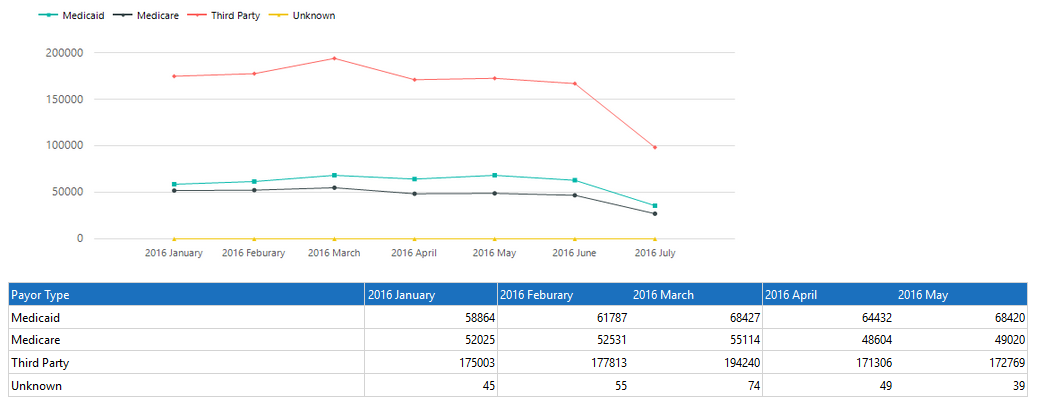 Medicaid Medicare Third Party Unknown
200000
150000
100000
50000
0
2016 January 2016 Feburary 2016 March 2016 April 2016 May 2016 June 2016 July
Payor Type 2016 January 2016 Feburary 2016 March 2016 April 2016 May
Medicaid 58864 61787 68427 64432 68420
Medicare 52025 52531 55114 48604 49020
Third Party 175003 177813 194240 171306 172769
Unknown 45 55 74 49 39